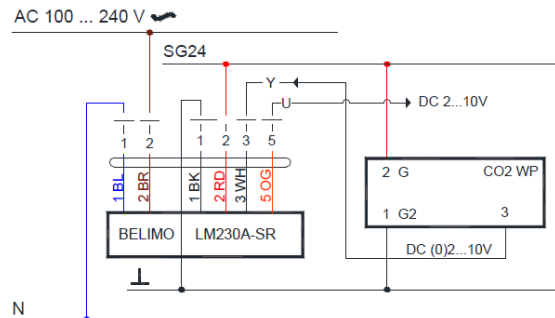 AC 100 ... 240 V
SG24
Y
U
DC 2...10V
1 2 1 2 3 5
1 BL
2 BR
1 BK
2 RD
3 WH
5 OG
2 G CO2 WP
1 G2 3
BELIMO LM230A-SR
DC (0)2...10V
N